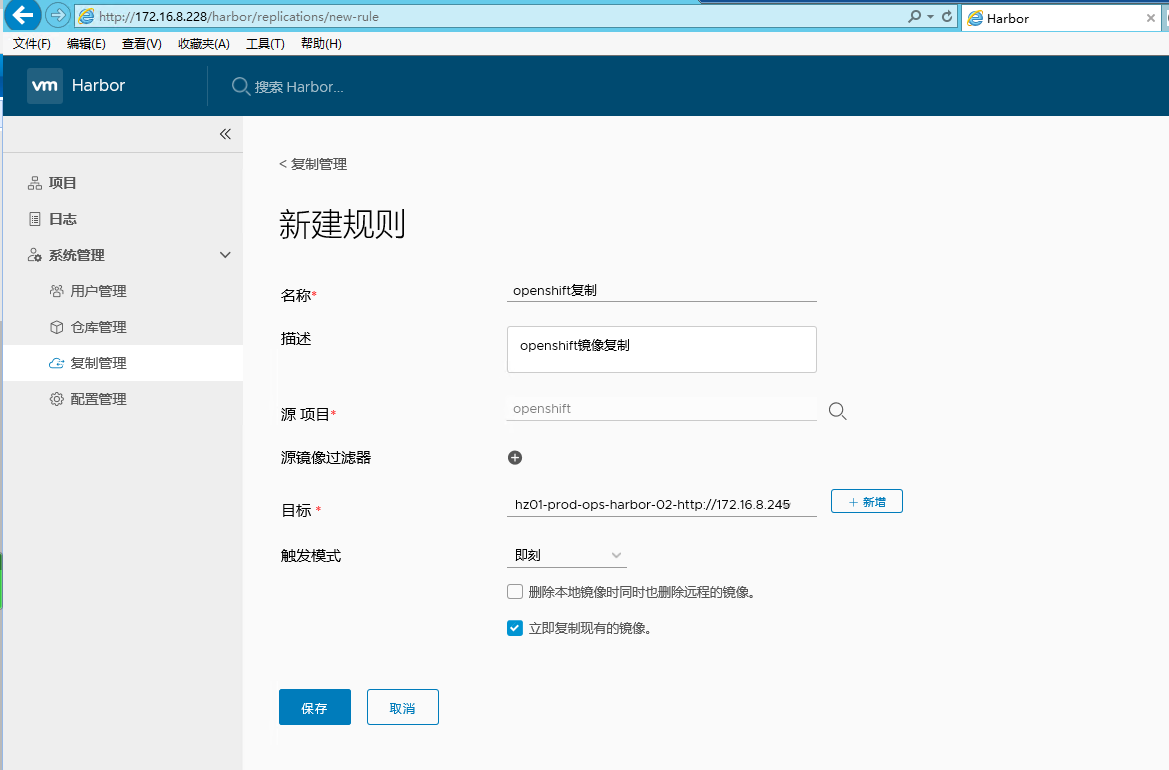 http://172.16.8.228/harbor/replications/new-rule
Harbor
文件(F) 编辑(E) 查看(V) 收藏夹(A) 工具(T) 帮助(H)
vm Harbor 搜索 Harbor...
项目
日志
系统管理
用户管理
仓库管理
复制管理
配置管理
< 复制管理
新建规则
名称* openshift复制
描述 openshift镜像复制
源 项目* openshift
源镜像过滤器
目标 * hz01-prod-ops-harbor-02-http://172.16.8.245 + 新增
触发模式 即刻
删除本地镜像时同时也删除远程的镜像。
立即复制现有的镜像。
保存 取消